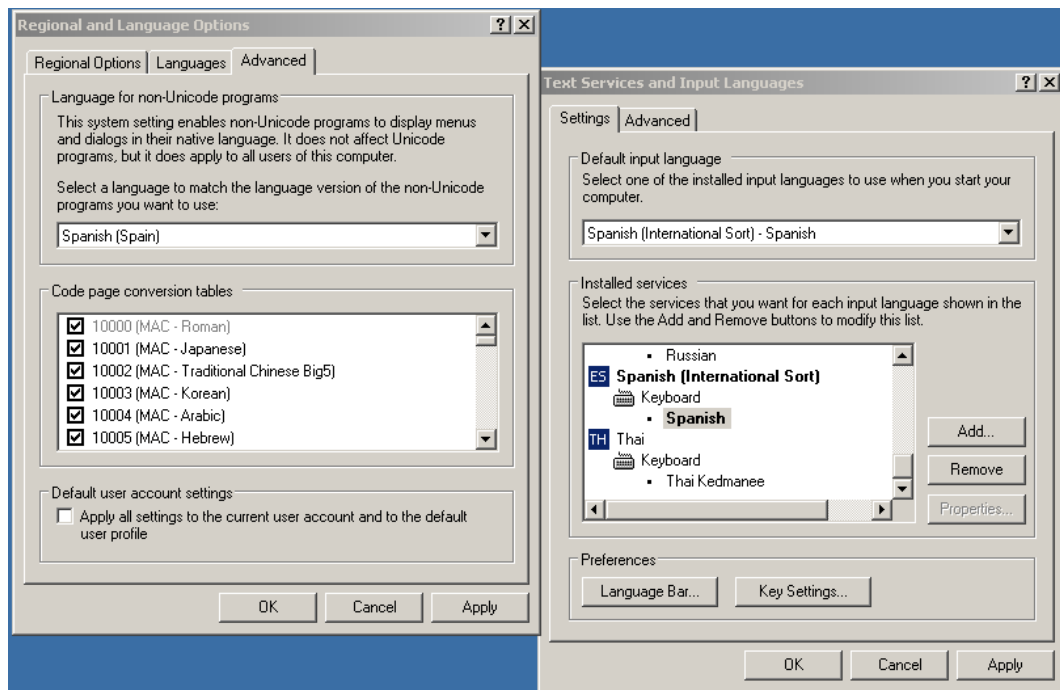 Regional and Language Options
Regional Options
Languages
Advanced
Language for non-Unicode programs
This system setting enables non-Unicode programs to display menus
and dialogs in their native language. It does not affect Unicode
programs, but it does apply to all users of this computer.
Select a language to match the language version of the non-Unicode
programs you want to use:
Spanish (Spain)
Code page conversion tables
10000 (MAC - Roman)
10001 (MAC - Japanese)
10002 (MAC - Traditional Chinese Big5)
10003 (MAC - Korean)
10004 (MAC - Arabic)
10005 (MAC - Hebrew)
Default user account settings
Apply all settings to the current user account and to the default
user profile
OK
Cancel
Apply
Text Services and Input Languages
Settings
Advanced
Default input language
Select one of the installed input languages to use when you start your
computer.
Spanish (International Sort) - Spanish
Installed services
Select the services that you want for each input language shown in the
list. Use the Add and Remove buttons to modify this list.
Russian
ES Spanish (International Sort)
Keyboard
Spanish
TH Thai
Keyboard
Thai Kedmanee
Add...
Remove
Properties...
Preferences
Language Bar...
Key Settings...
OK
Cancel
Apply